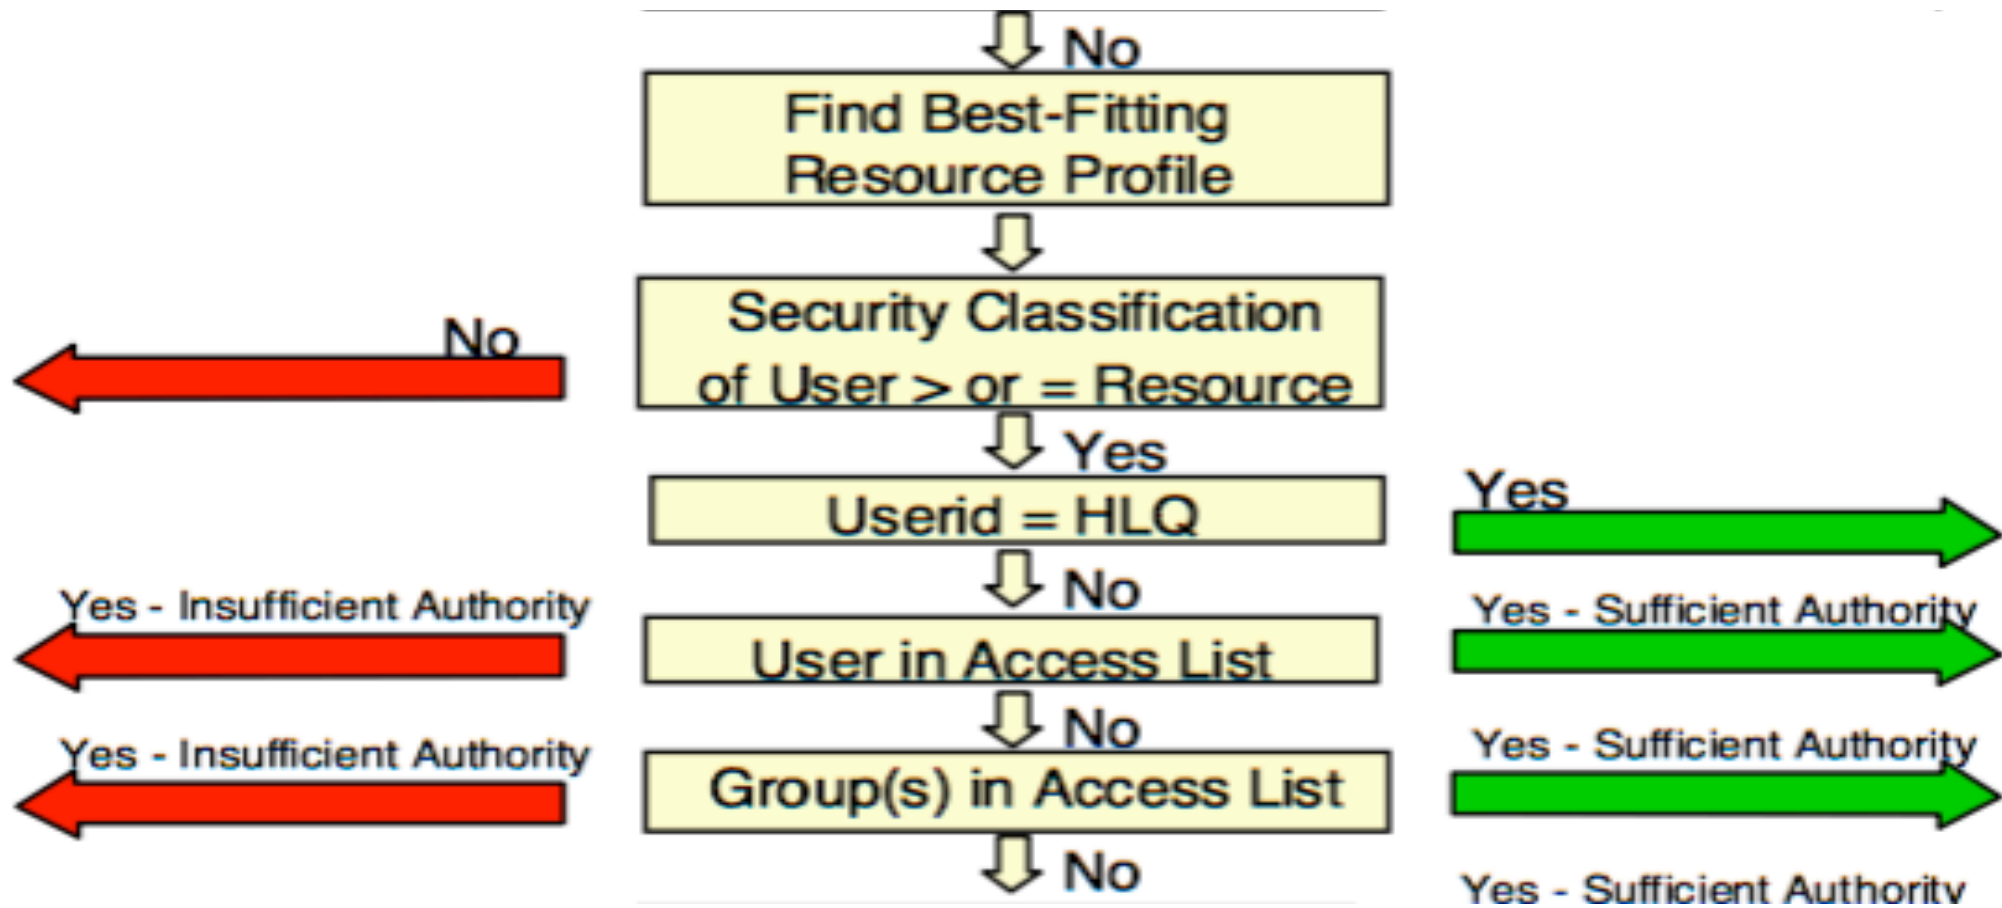 No
Find Best-Fitting
Resource Profile
Security Classification
of User > or = Resource
No
Yes
Userid = HLQ
Yes
No
Yes - Insufficient Authority
User in Access List
Yes - Sufficient Authority
No
Yes - Insufficient Authority
Group(s) in Access List
Yes - Sufficient Authority
No
Yes - Sufficient Authority